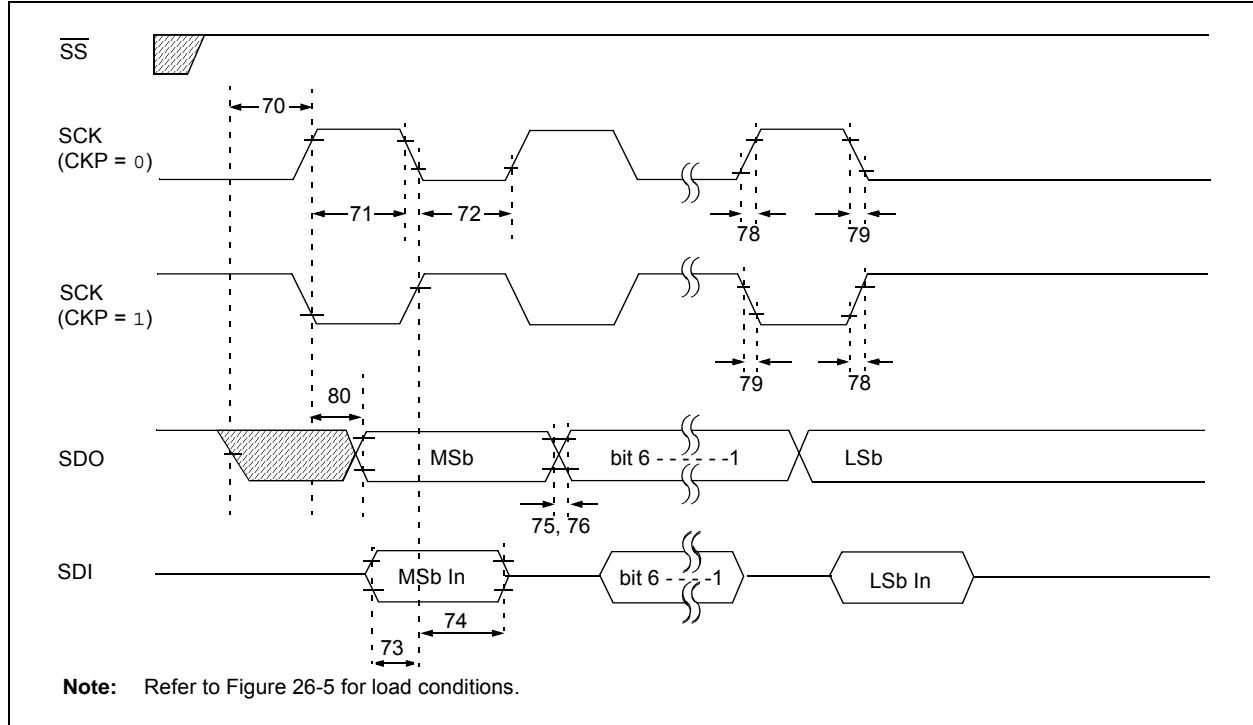 SS
70
SCK
(CKP = 0)
71
72
78
79
SCK
(CKP = 1)
79
78
80
SDO
MSb
bit 6 - - - - - -1
LSb
75, 76
SDI
MSb In
bit 6 - - - -1
LSb In
74
73
Note: Refer to Figure 26-5 for load conditions.